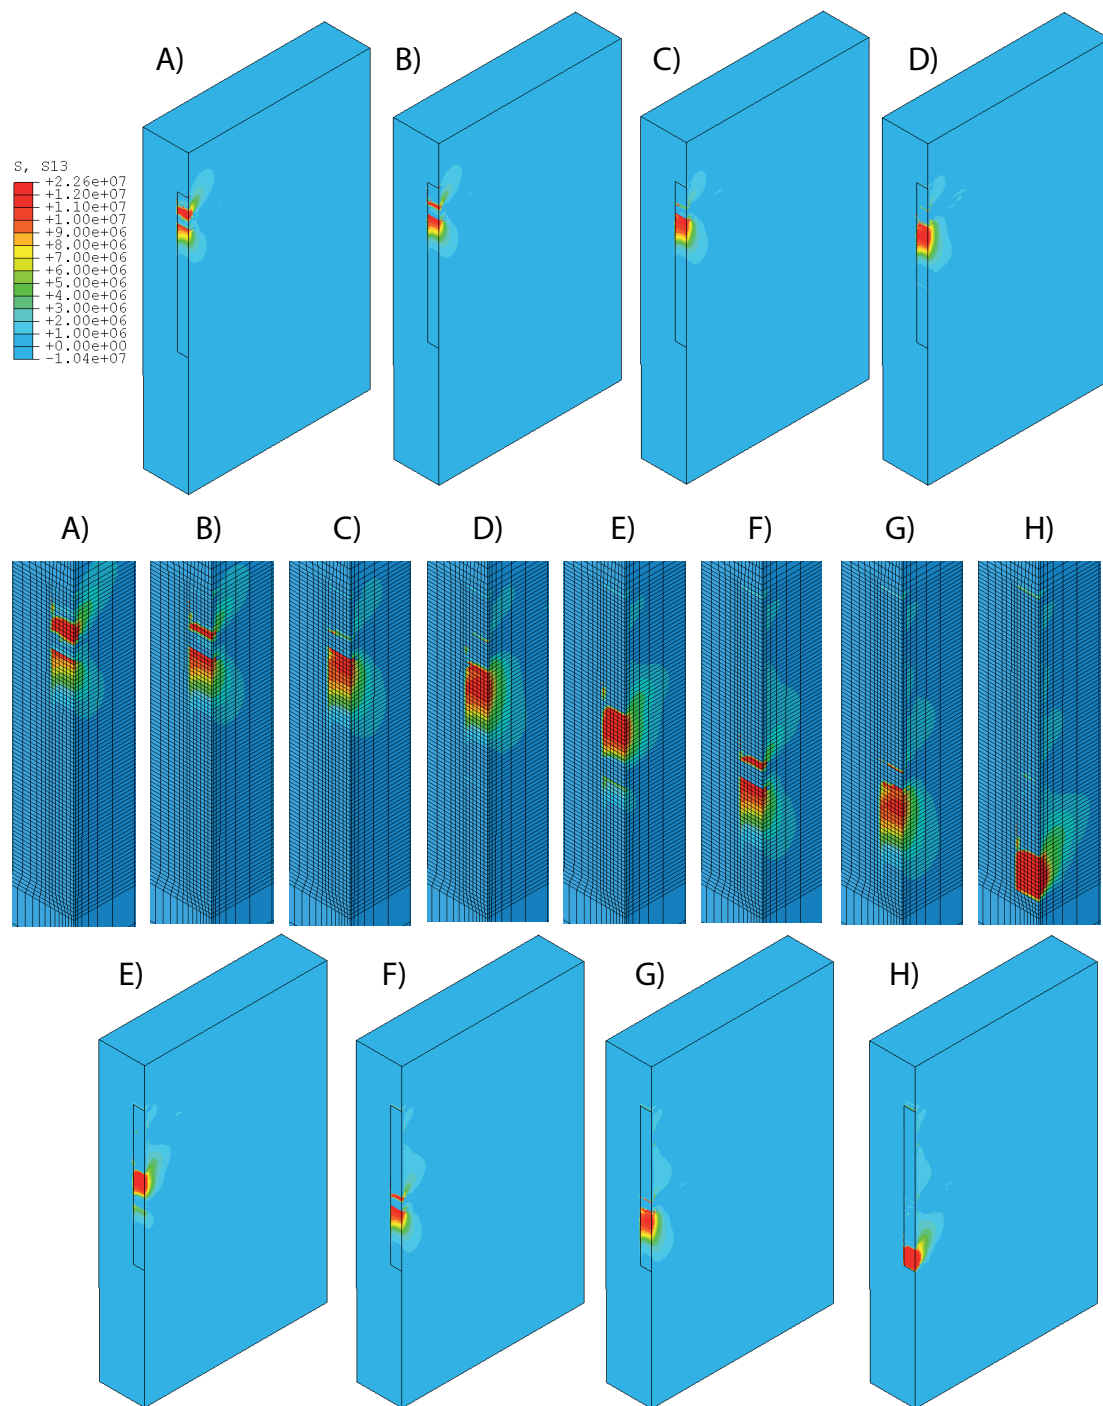 A)
B)
C)
D)
S, S13
+2.26e+07
+1.20e+07
+1.10e+07
+1.00e+07
+9.00e+06
+8.00e+06
+7.00e+06
+6.00e+06
+5.00e+06
+4.00e+06
+3.00e+06
+2.00e+06
+1.00e+06
+0.00e+00
-1.04e+07
A) B) C) D) E) F) G) H)
E)
F)
G)
H)